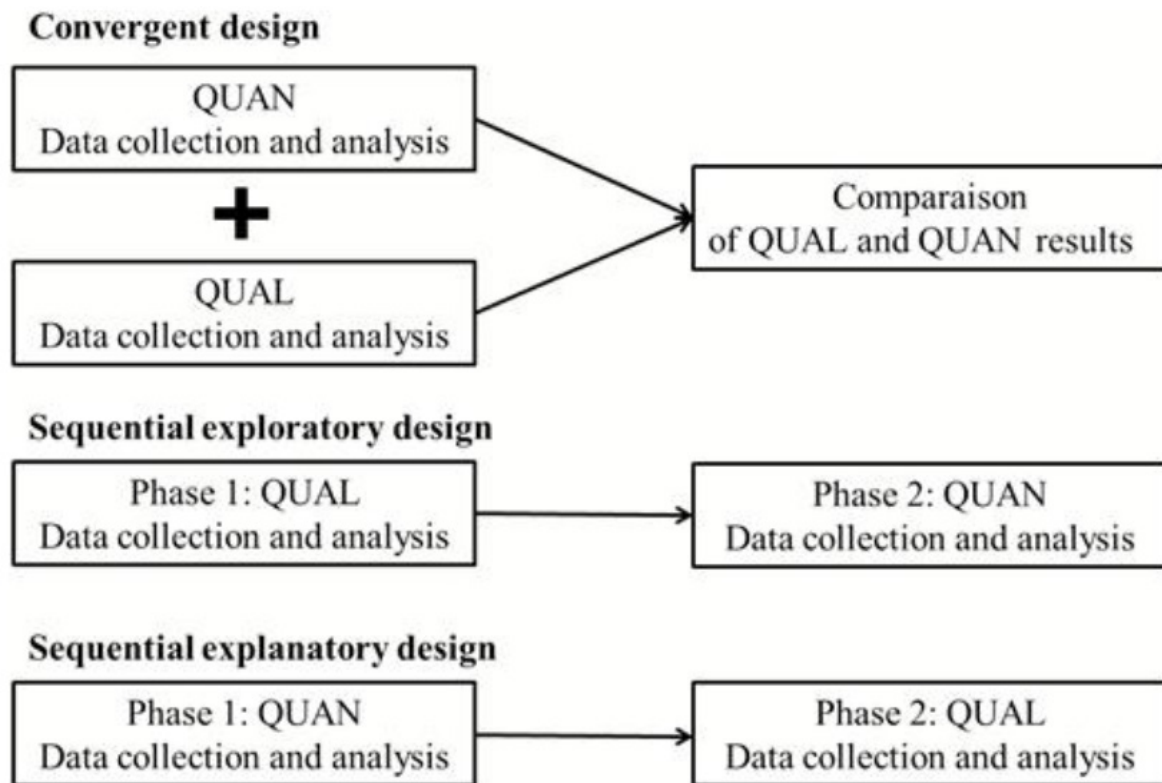 Convergent design
QUAN
Data collection and analysis
+
QUAL
Data collection and analysis
Comparaison
of QUAL and QUAN results
Sequential exploratory design
Phase 1: QUAL
Data collection and analysis
Phase 2: QUAN
Data collection and analysis
Sequential explanatory design
Phase 1: QUAN
Data collection and analysis
Phase 2: QUAL
Data collection and analysis